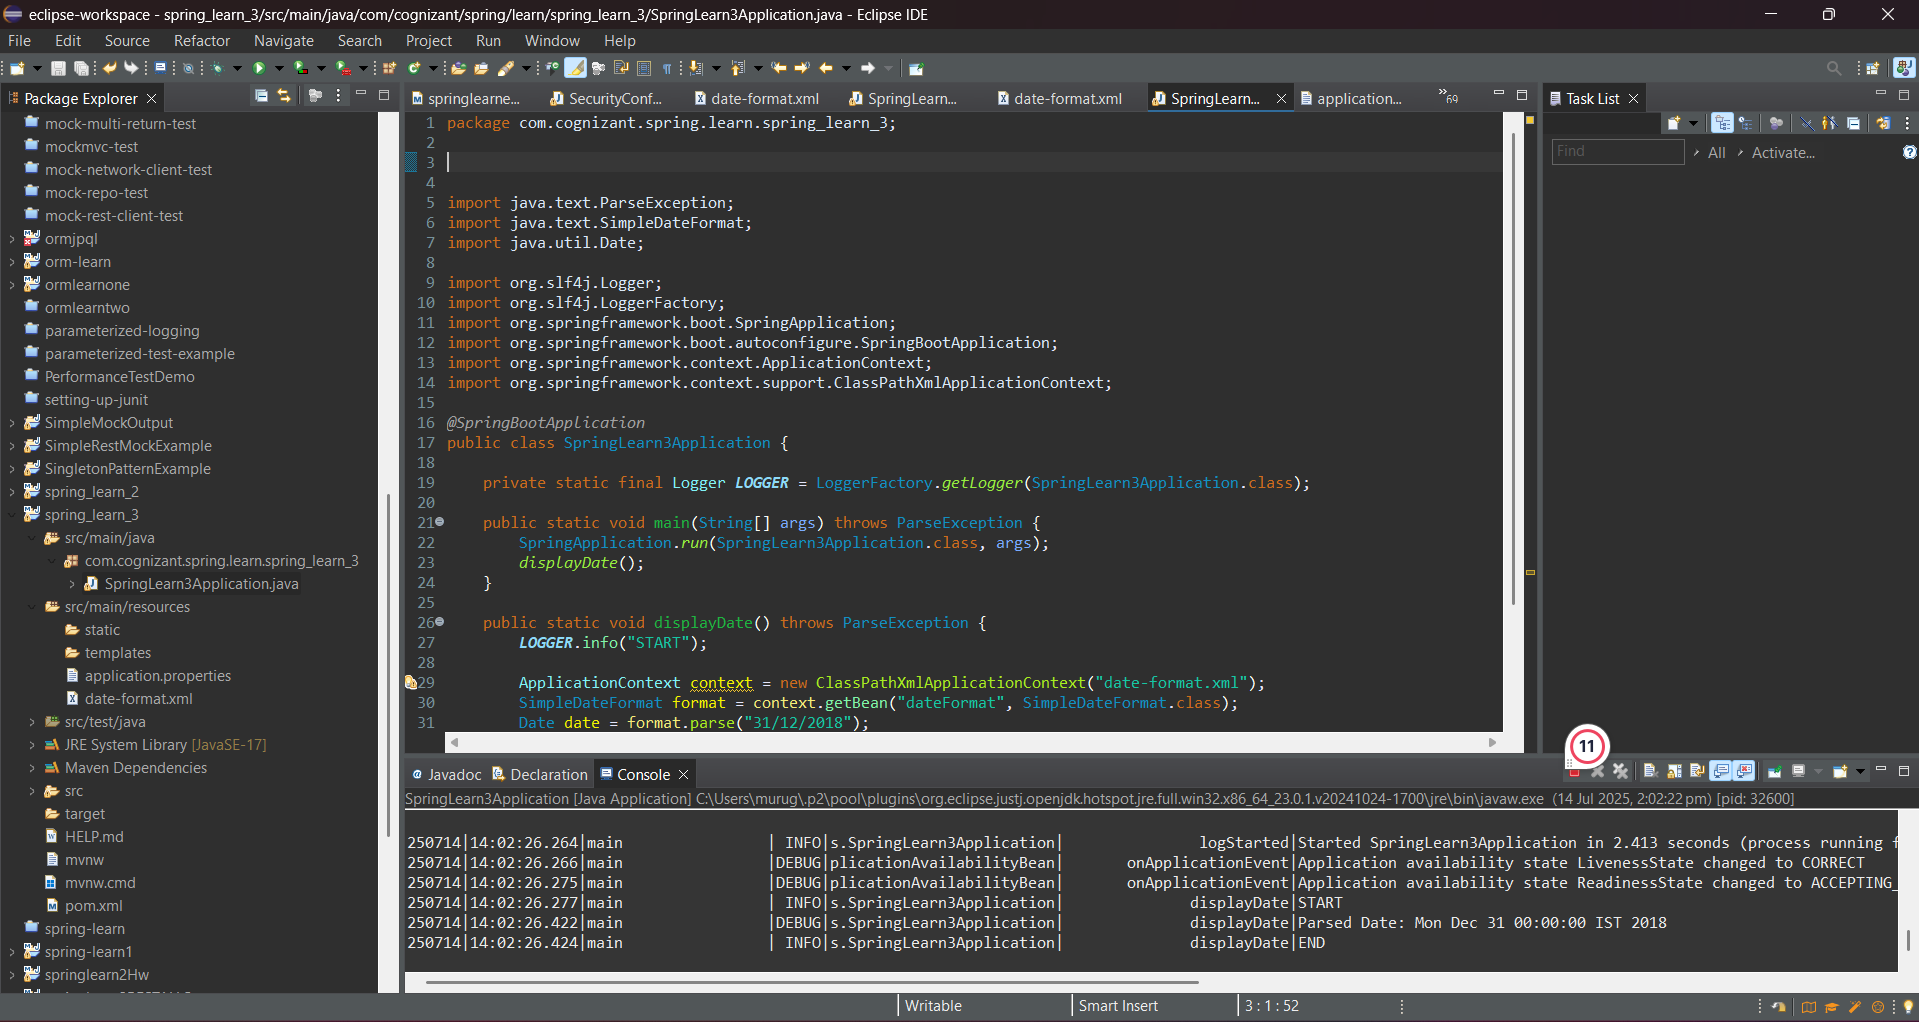 eclipse-workspace - spring_learn_3/src/main/java/com/cognizant/spring/learn/spring_learn_3/SpringLearn3Application.java - Eclipse IDE
File Edit Source Refactor Navigate Search Project Run Window Help
Package Explorer
mock-multi-return-test
mockmvc-test
mock-network-client-test
mock-repo-test
mock-rest-client-test
ormjpql
orm-learn
ormlearnone
ormlearntwo
parameterized-logging
parameterized-test-example
PerformanceTestDemo
setting-up-junit
SimpleMockOutput
SimpleRestMockExample
SingletonPatternExample
spring_learn_2
spring_learn_3
src/main/java
com.cognizant.spring.learn.spring_learn_3
SpringLearn3Application.java
src/main/resources
static
templates
application.properties
date-format.xml
src/test/java
JRE System Library [JavaSE-17]
Maven Dependencies
src
target
HELP.md
mvnw
mvnw.cmd
pom.xml
spring-learn
spring-learn1
springlearn2Hw
springlearne... SecurityConf... date-format.xml SpringLearn... date-format.xml SpringLearn... application... »69
1 package com.cognizant.spring.learn.spring_learn_3;
2
3
4
5 import java.text.ParseException;
6 import java.text.SimpleDateFormat;
7 import java.util.Date;
8
9 import org.slf4j.Logger;
10 import org.slf4j.LoggerFactory;
11 import org.springframework.boot.SpringApplication;
12 import org.springframework.boot.autoconfigure.SpringBootApplication;
13 import org.springframework.context.ApplicationContext;
14 import org.springframework.context.support.ClassPathXmlApplicationContext;
15
16 @SpringBootApplication
17 public class SpringLearn3Application {
18
19 private static final Logger LOGGER = LoggerFactory.getLogger(SpringLearn3Application.class);
20
21 public static void main(String[] args) throws ParseException {
22 SpringApplication.run(SpringLearn3Application.class, args);
23 displayDate();
24 }
25
26 public static void displayDate() throws ParseException {
27 LOGGER.info("START");
28
29 ApplicationContext context = new ClassPathXmlApplicationContext("date-format.xml");
30 SimpleDateFormat format = context.getBean("dateFormat", SimpleDateFormat.class);
31 Date date = format.parse("31/12/2018");
Task List
Find All Activate...
11
Javadoc Declaration Console
SpringLearn3Application [Java Application] C:\Users\murug\.p2\pool\plugins\org.eclipse.justj.openjdk.hotspot.jre.full.win32.x86_64_23.0.1.v20241024-1700\jre\bin\javaw.exe (14 Jul 2025, 2:02:22 pm) [pid: 32600]
250714|14:02:26.264|main | INFO|s.SpringLearn3Application| logStarted|Started SpringLearn3Application in 2.413 seconds (process running f
250714|14:02:26.266|main |DEBUG|plicationAvailabilityBean| onApplicationEvent|Application availability state LivenessState changed to CORRECT
250714|14:02:26.275|main |DEBUG|plicationAvailabilityBean| onApplicationEvent|Application availability state ReadinessState changed to ACCEPTING_
250714|14:02:26.277|main | INFO|s.SpringLearn3Application| displayDate|START
250714|14:02:26.422|main |DEBUG|s.SpringLearn3Application| displayDate|Parsed Date: Mon Dec 31 00:00:00 IST 2018
250714|14:02:26.424|main | INFO|s.SpringLearn3Application| displayDate|END
Writable Smart Insert 3 : 1 : 52